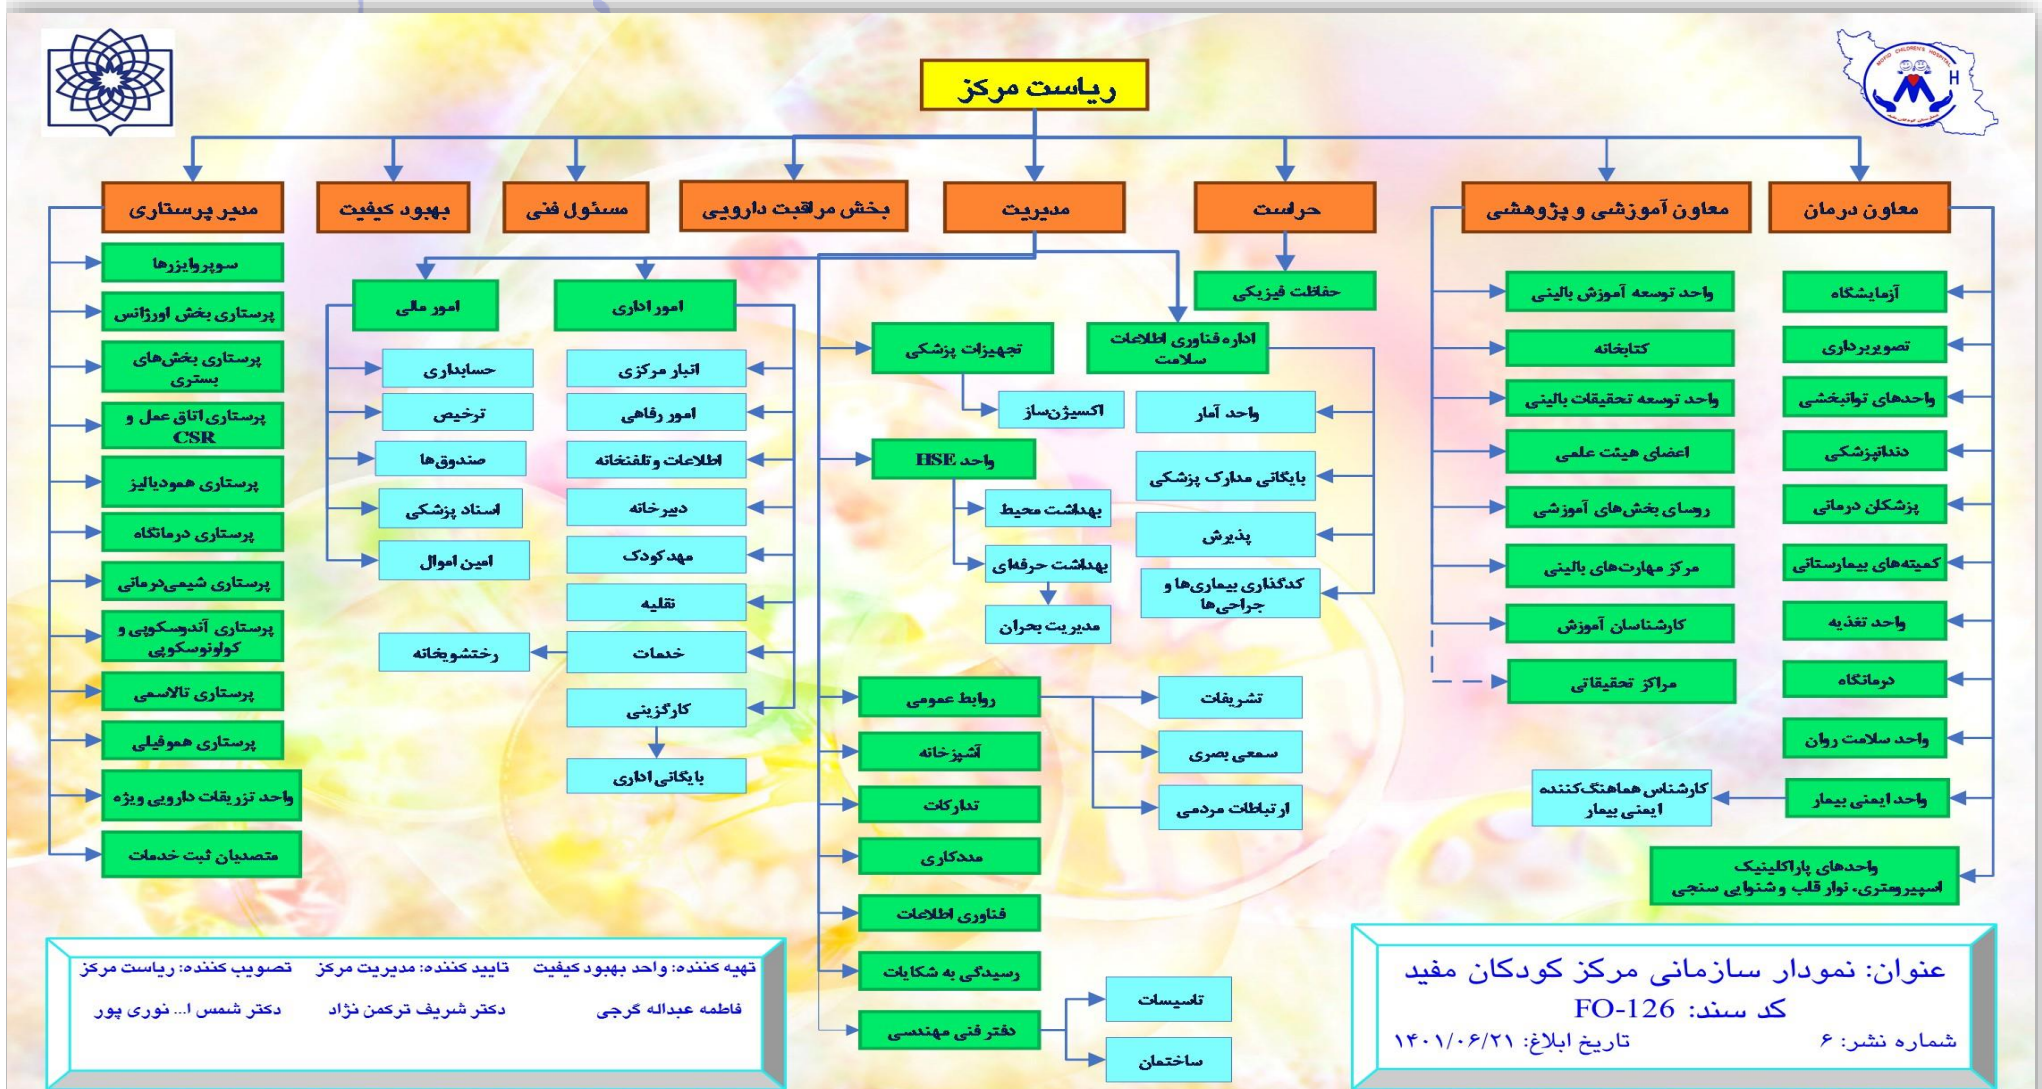 MOFID CHILDREN'S HOSPITAL
H
ریاست مرکز
معاون درمان
معاون آموزشی و پژوهشی
حراست
مدیریت
بخش مراقبت دارویی
مسئول فنی
بهبود کیفیت
مدیر پرستاری
آزمایشگاه
تصویربرداری
واحدهای توانبخشی
دندانپزشکی
پزشکان درمانی
کمیته‌های بیمارستانی
واحد تغذیه
درمانگاه
واحد سلامت روان
واحد ایمنی بیمار
کارشناس هماهنگ‌کننده
ایمنی بیمار
واحدهای پاراکلینیک
اسپیرومتری، نوار قلب و شنوایی سنجی
واحد توسعه آموزش بالینی
کتابخانه
واحد توسعه تحقیقات بالینی
اعضای هیئت علمی
روسای بخش‌های آموزشی
مرکز مهارت‌های بالینی
کارشناسان آموزش
مراکز تحقیقاتی
حفاظت فیزیکی
اداره فناوری اطلاعات
سلامت
واحد آمار
بایگانی مدارک پزشکی
پذیرش
کدگذاری بیماری‌ها و
جراحی‌ها
تجهیزات پزشکی
اکسیژن‌ساز
واحد HSE
بهداشت محیط
بهداشت حرفه‌ای
مدیریت بحران
روابط عمومی
تشریفات
سمعی بصری
ارتباطات مردمی
آشپزخانه
تدارکات
مددکاری
فناوری اطلاعات
رسیدگی به شکایات
دفتر فنی مهندسی
تاسیسات
ساختمان
امور اداری
انبار مرکزی
امور رفاهی
اطلاعات و تلفنخانه
دبیرخانه
مهد کودک
نقلیه
خدمات
رختشویخانه
کارگزینی
بایگانی اداری
امور مالی
حسابداری
ترخیص
صندوق‌ها
اسناد پزشکی
امین اموال
سوپروایزرها
پرستاری بخش اورژانس
پرستاری بخش‌های
بستری
پرستاری اتاق عمل و
CSR
پرستاری همودیالیز
پرستاری درمانگاه
پرستاری شیمی‌درمانی
پرستاری آندوسکوپی و
کولونوسکوپی
پرستاری تالاسمی
پرستاری هموفیلی
واحد تزریقات دارویی ویژه
متصدیان ثبت خدمات
عنوان: نمودار سازمانی مرکز کودکان مفید
کد سند: FO-126
شماره نشر: ۶ تاریخ ابلاغ: ۱۴۰۱/۰۶/۲۱
تهیه کننده: واحد بهبود کیفیت تایید کننده: مدیریت مرکز تصویب کننده: ریاست مرکز
فاطمه عبداله گرجی دکتر شریف ترکمن نژاد دکتر شمس ا... نوری پور